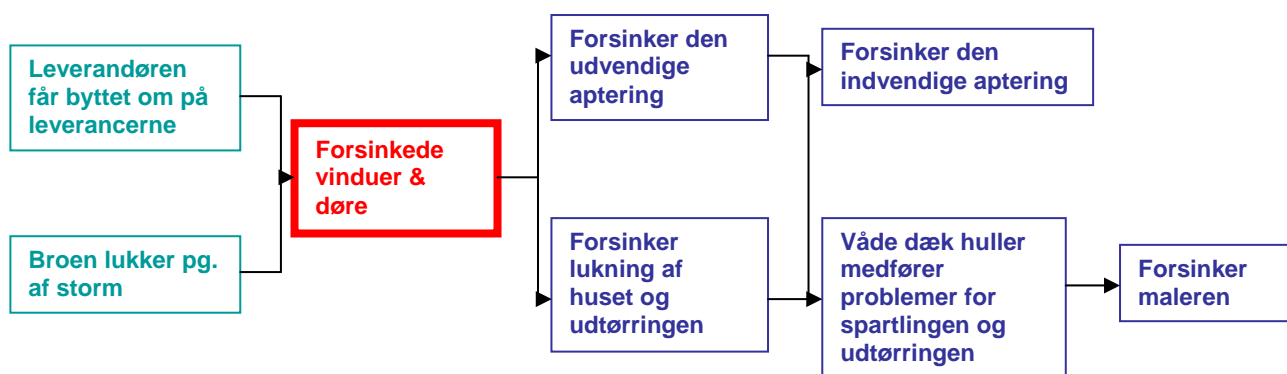 Leverandøren
får byttet om på
leverancerne
Broen lukker pg.
af storm
Forsinkede
vinduer &
døre
Forsinker den
udvendige
aptering
Forsinker
lukning af
huset og
udtørringen
Forsinker den
indvendige aptering
Våde dæk huller
medfører
problemer for
spartlingen og
udtørringen
Forsinker
maleren